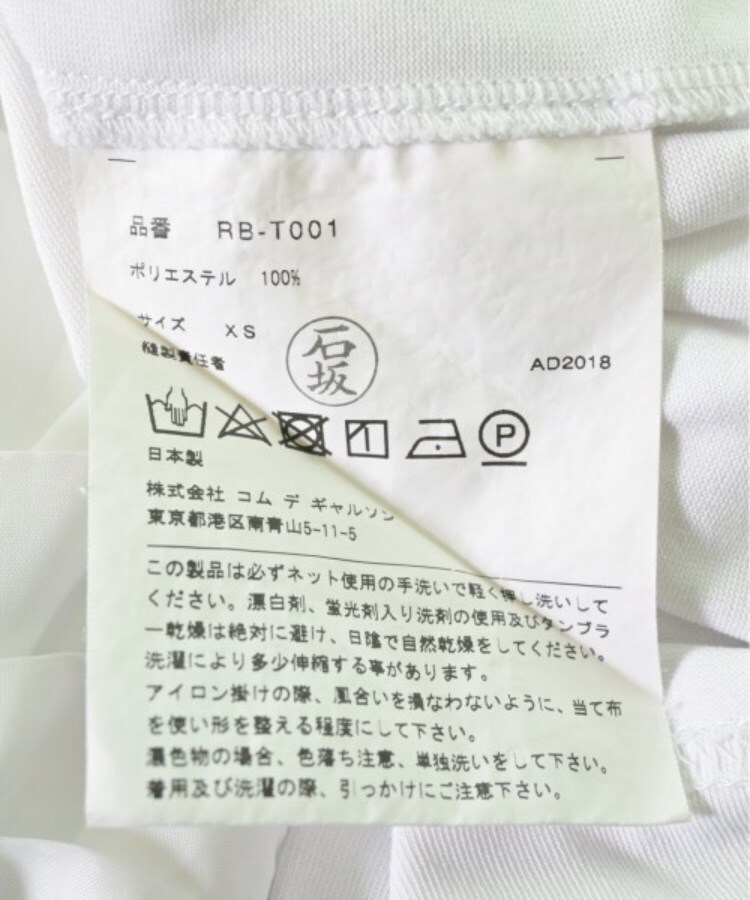 品番 RB-T001
ポリエステル 100%
サイズ XS
縫製責任者
石坂
AD2018
P
日本製
株式会社 コム デ ギャルソン
東京都港区南青山5-11-5
この製品は必ずネット使用の手洗いで軽く押し洗いして
ください。漂白剤、蛍光剤入り洗剤の使用及びタンブラ
ー乾燥は絶対に避け、日陰で自然乾燥をしてください。
洗濯により多少伸縮する事があります。
アイロン掛けの際、風合いを損なわないように、当て布
を使い形を整える程度にして下さい。
濃色物の場合、色落ち注意、単独洗いをして下さい。
着用及び洗濯の際、引っかけにご注意下さい。